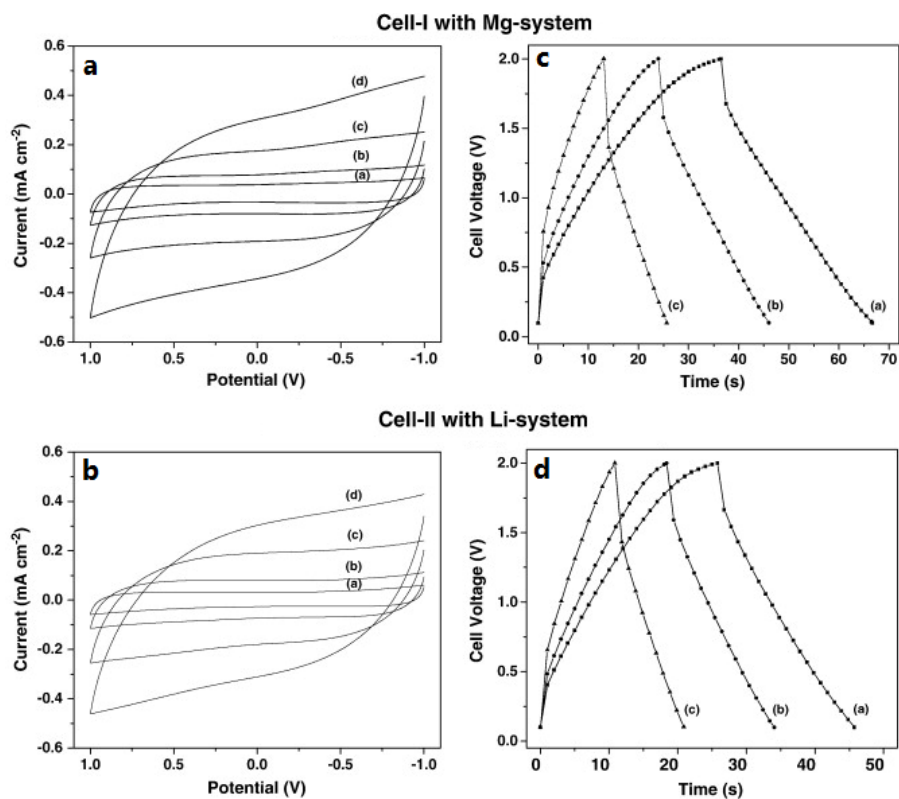 Cell-I with Mg-system
a
0.6
0.4
0.2
0.0
-0.2
-0.4
-0.6
Current (mA cm-2)
(d)
(c)
(b)
(a)
1.0 0.5 0.0 -0.5 -1.0
Potential (V)
c
2.0
1.5
1.0
0.5
0.0
Cell Voltage (V)
(c) (b) (a)
0 10 20 30 40 50 60 70
Time (s)
Cell-II with Li-system
b
0.6
0.4
0.2
0.0
-0.2
-0.4
-0.6
Current (mA cm-2)
(d)
(c)
(b)
(a)
1.0 0.5 0.0 -0.5 -1.0
Potential (V)
d
2.0
1.5
1.0
0.5
0.0
Cell Voltage (V)
(c) (b) (a)
0 10 20 30 40 50
Time (s)